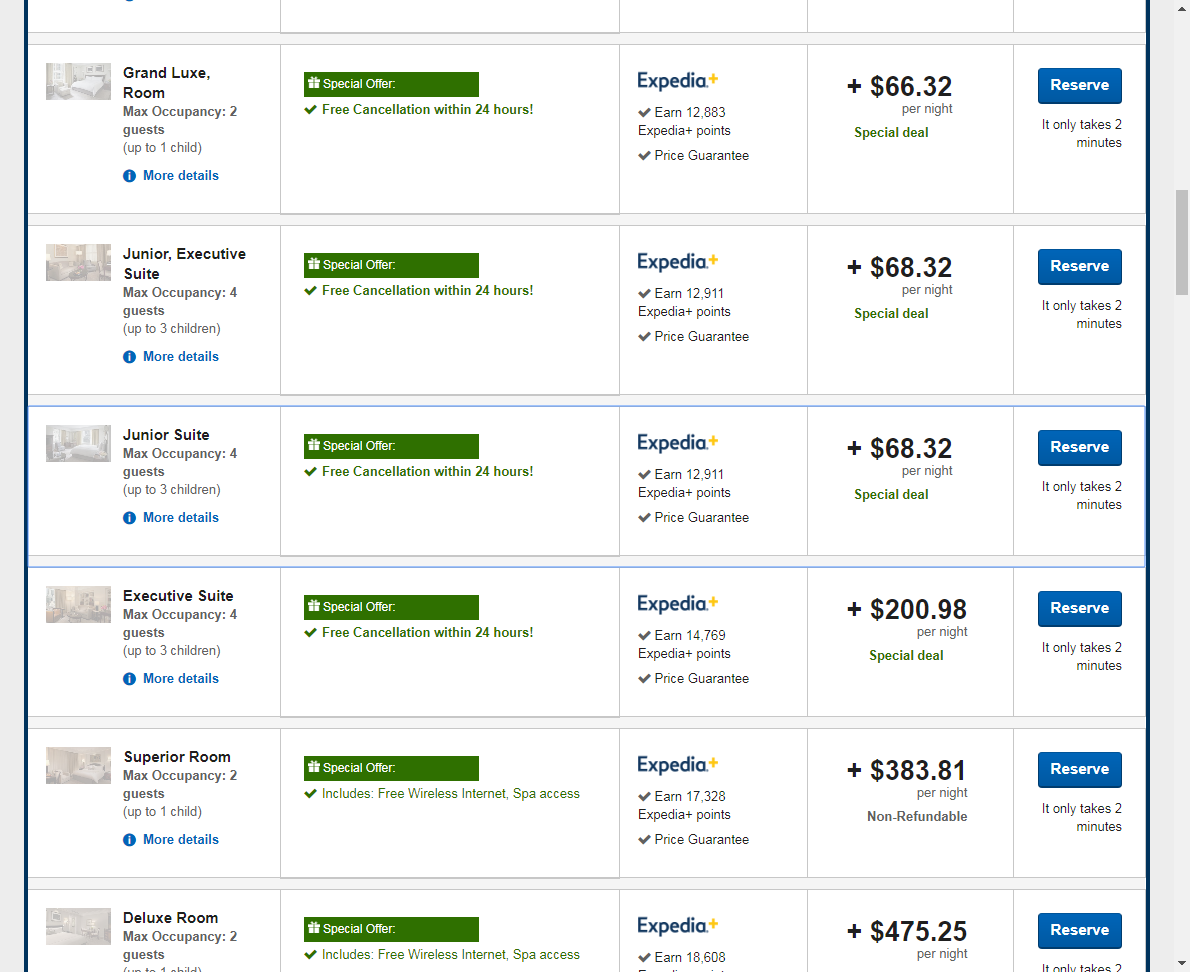 Grand Luxe,
Room
Max Occupancy: 2
guests
(up to 1 child)
More details
Special Offer:
Free Cancellation within 24 hours!
Expedia+
Earn 12,883
Expedia+ points
Price Guarantee
+ $66.32
per night
Special deal
Reserve
It only takes 2
minutes
Junior, Executive
Suite
Max Occupancy: 4
guests
(up to 3 children)
More details
Special Offer:
Free Cancellation within 24 hours!
Expedia+
Earn 12,911
Expedia+ points
Price Guarantee
+ $68.32
per night
Special deal
Reserve
It only takes 2
minutes
Junior Suite
Max Occupancy: 4
guests
(up to 3 children)
More details
Special Offer:
Free Cancellation within 24 hours!
Expedia+
Earn 12,911
Expedia+ points
Price Guarantee
+ $68.32
per night
Special deal
Reserve
It only takes 2
minutes
Executive Suite
Max Occupancy: 4
guests
(up to 3 children)
More details
Special Offer:
Free Cancellation within 24 hours!
Expedia+
Earn 14,769
Expedia+ points
Price Guarantee
+ $200.98
per night
Special deal
Reserve
It only takes 2
minutes
Superior Room
Max Occupancy: 2
guests
(up to 1 child)
More details
Special Offer:
Includes: Free Wireless Internet, Spa access
Expedia+
Earn 17,328
Expedia+ points
Price Guarantee
+ $383.81
per night
Non-Refundable
Reserve
It only takes 2
minutes
Deluxe Room
Max Occupancy: 2
guests
(up to 1 child)
Special Offer:
Includes: Free Wireless Internet, Spa access
Expedia+
Earn 18,608
+ $475.25
per night
Reserve
It only takes 2